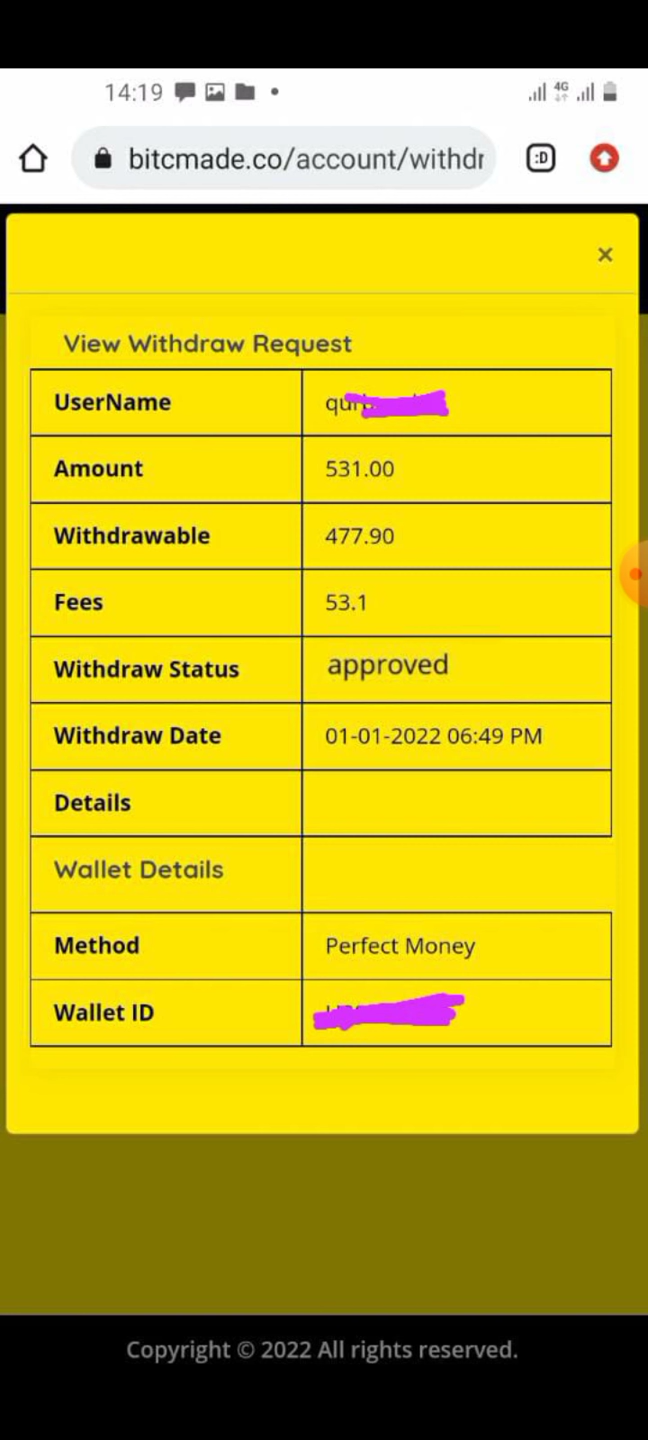 14:19
4G
bitcmade.co/account/withdr
:D
×
View Withdraw Request
UserName
Amount 531.00
Withdrawable 477.90
Fees 53.1
Withdraw Status approved
Withdraw Date 01-01-2022 06:49 PM
Details
Wallet Details
Method Perfect Money
Wallet ID
Copyright © 2022 All rights reserved.